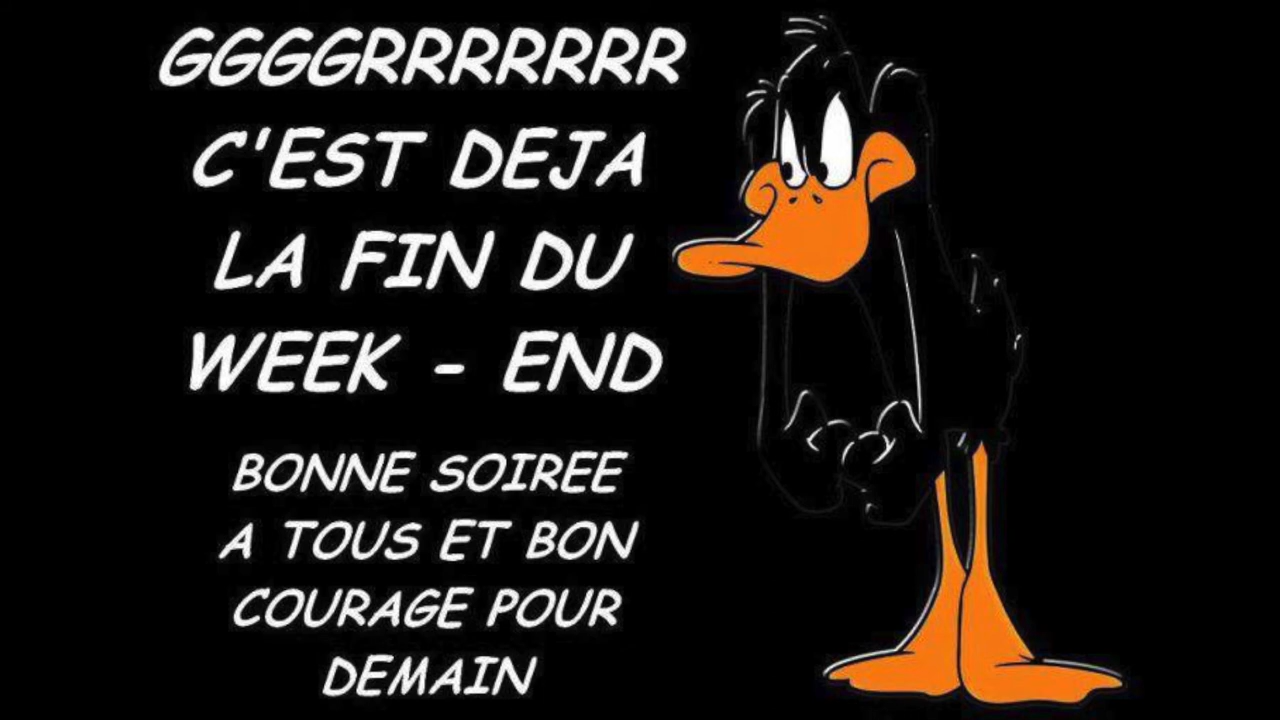 GGGGRRRRRRR
C'EST DEJA
LA FIN DU
WEEK - END
BONNE SOIREE
A TOUS ET BON
COURAGE POUR
DEMAIN